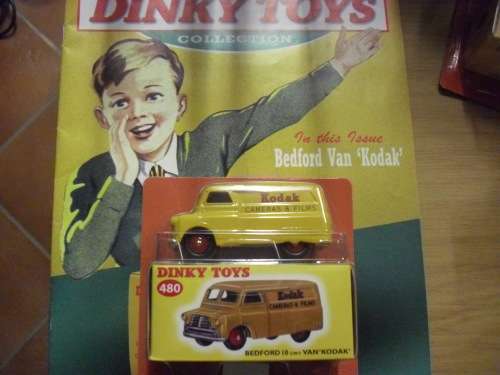 DINKY TOYS
COLLECTION
In this Issue
Bedford Van 'Kodak'
Kodak
CAMERAS & FILMS
DINKY TOYS
480
Kodak
CAMERAS & FILMS
BEDFORD 10 CWT VAN 'KODAK'